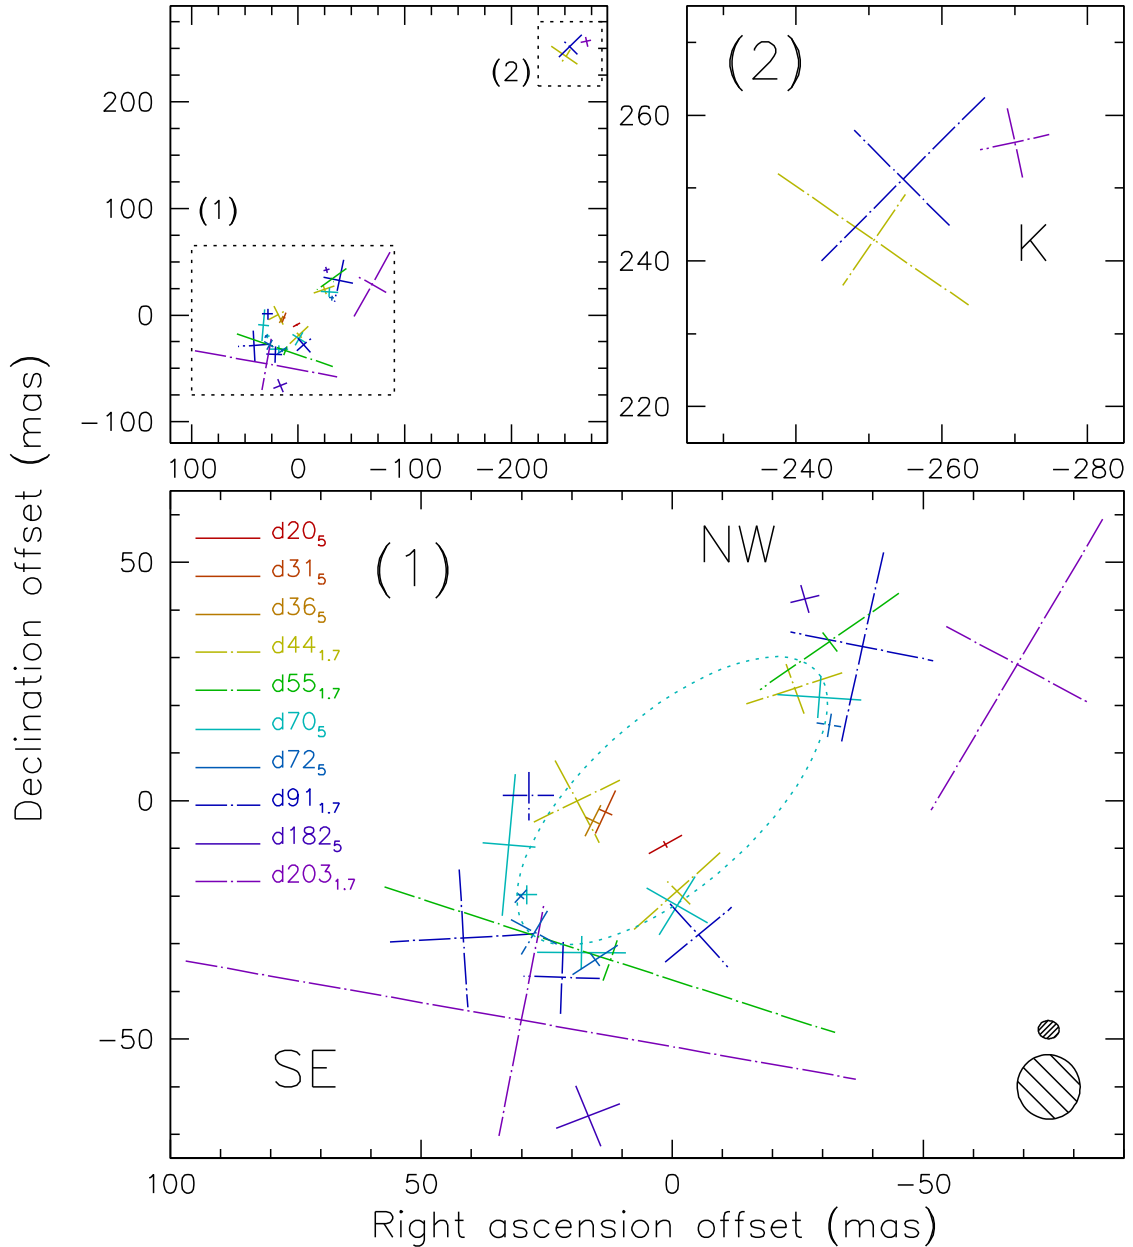 200
100
0
−100
(2)
(1)
100
0
−100
−200
(2)
260
240
220
K
−240
−260
−280
Declination offset (mas)
50
0
−50
d20₅
d31₅
d36₅
d44₁.₇
d55₁.₇
d70₅
d72₅
d91₁.₇
d182₅
d203₁.₇
(1)
NW
SE
100
50
0
−50
Right ascension offset (mas)